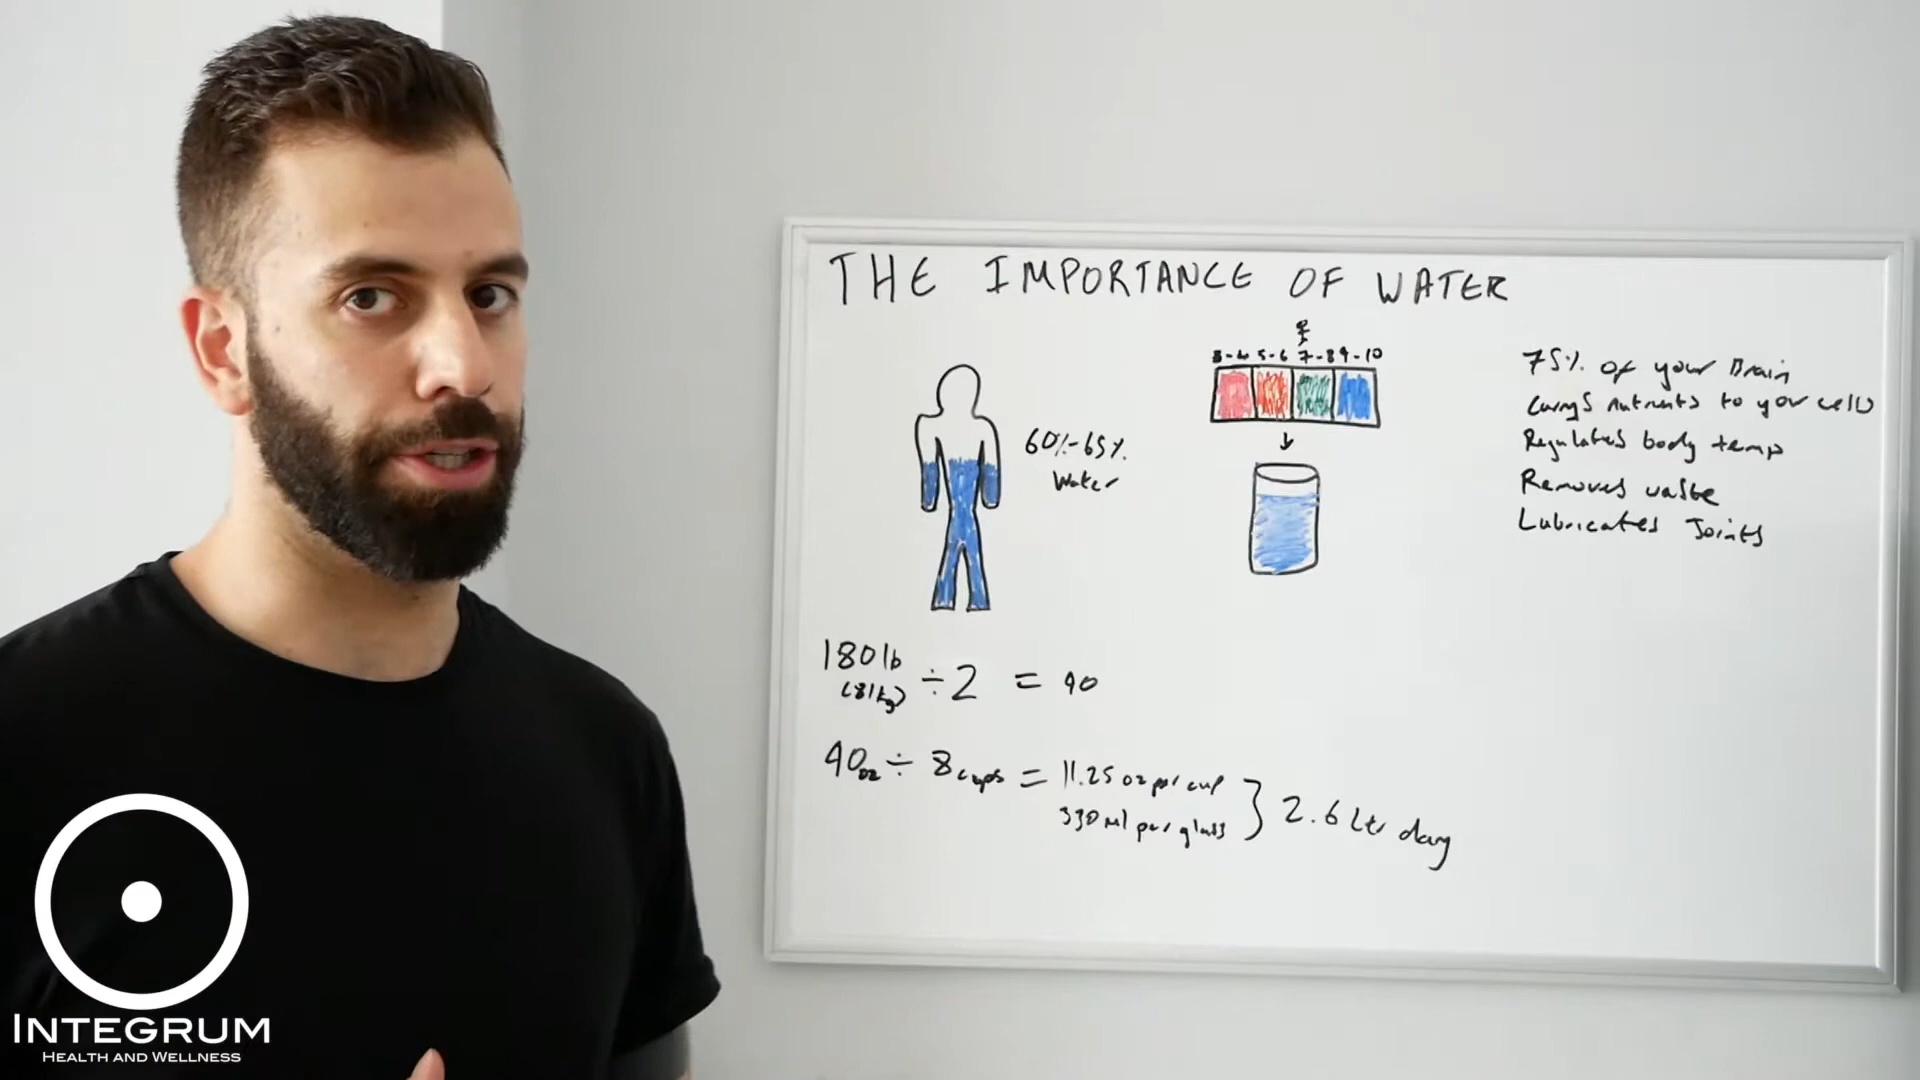 THE IMPORTANCE OF WATER
60%-65%
Water
3-4 5-6 7-8 9-10
75% of your Brain
Carrys nutrients to your cells
Regulates body temp
Removes waste
Lubricates Joints
180lb
(81kg)
÷2 = 90
90oz ÷ 8cups = 11.25 oz per cup
330ml per glass
} 2.6 Ltr day
INTEGRUM
HEALTH AND WELLNESS